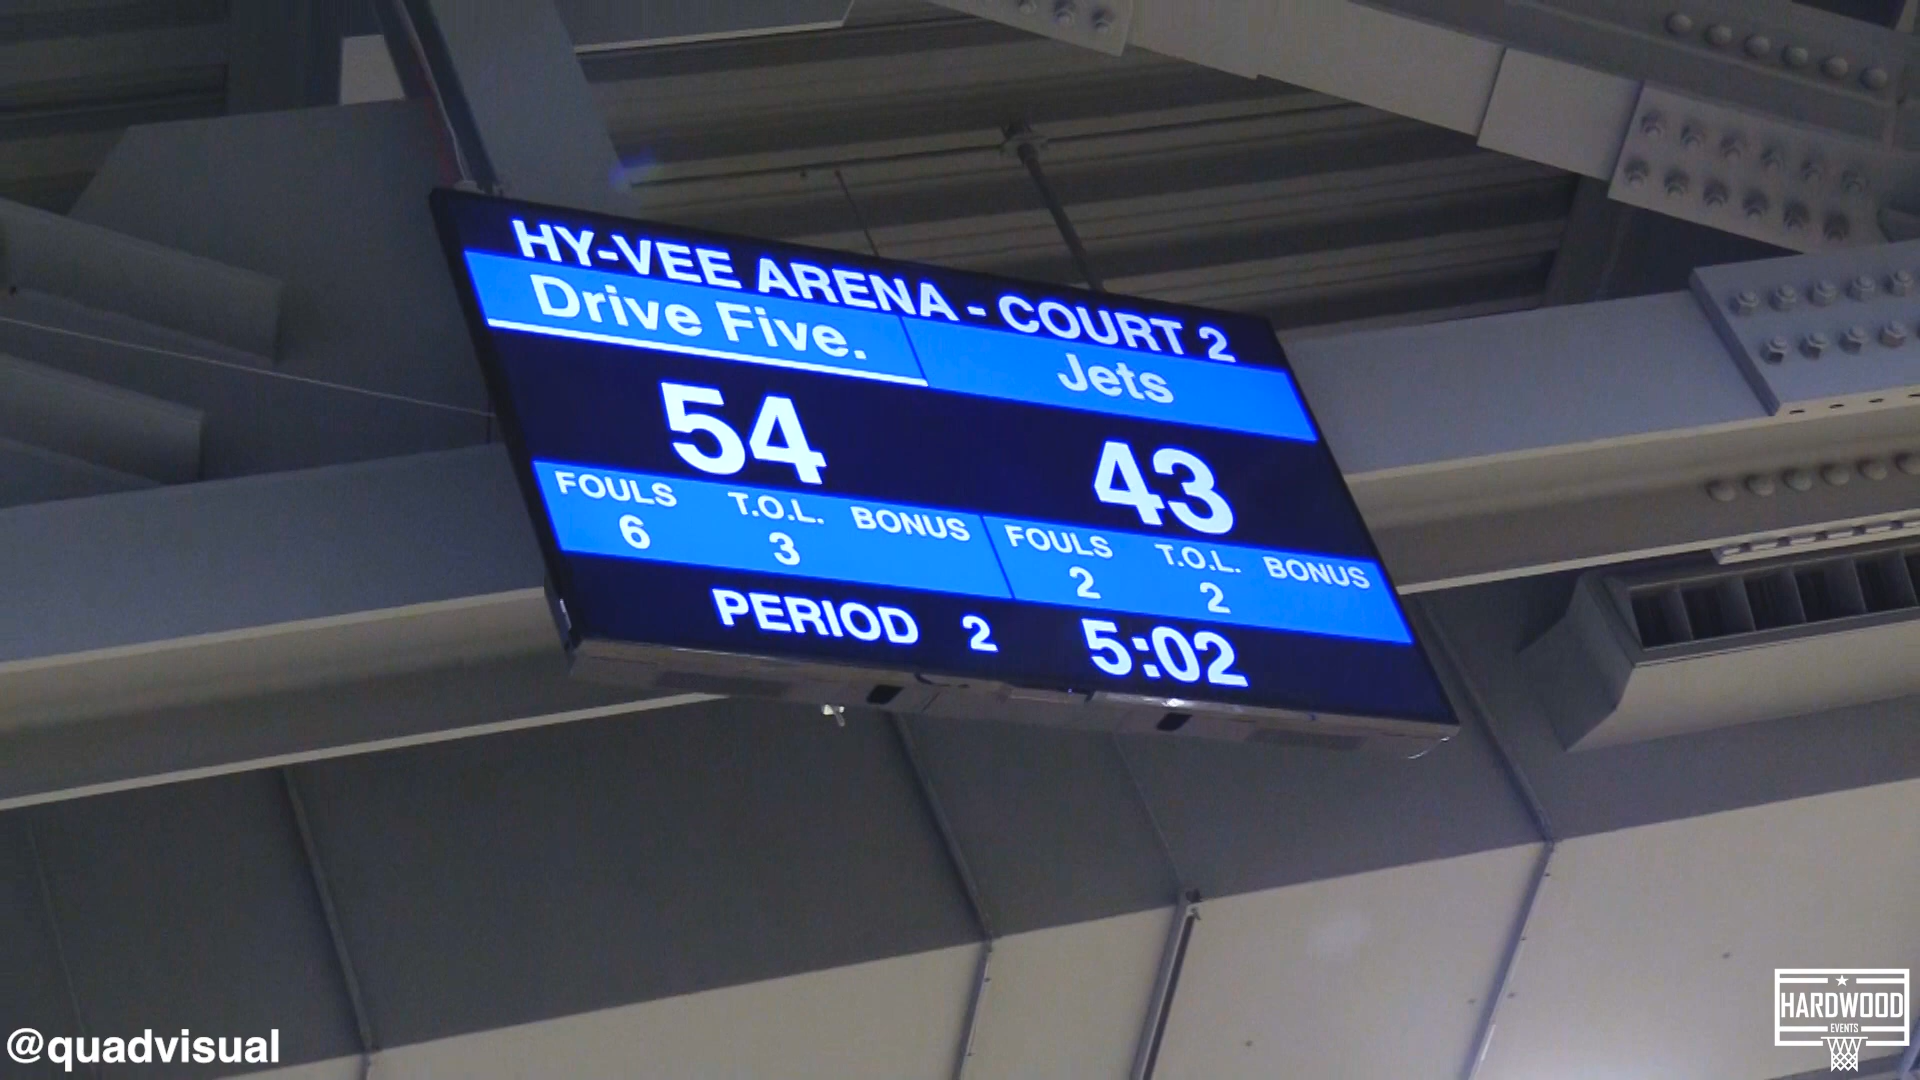 HY-VEE ARENA - COURT 2
Drive Five. Jets
54 43
FOULS T.O.L. BONUS FOULS T.O.L. BONUS
6 3 2 2
PERIOD 2 5:02
@quadvisual
HARDWOOD
EVENTS